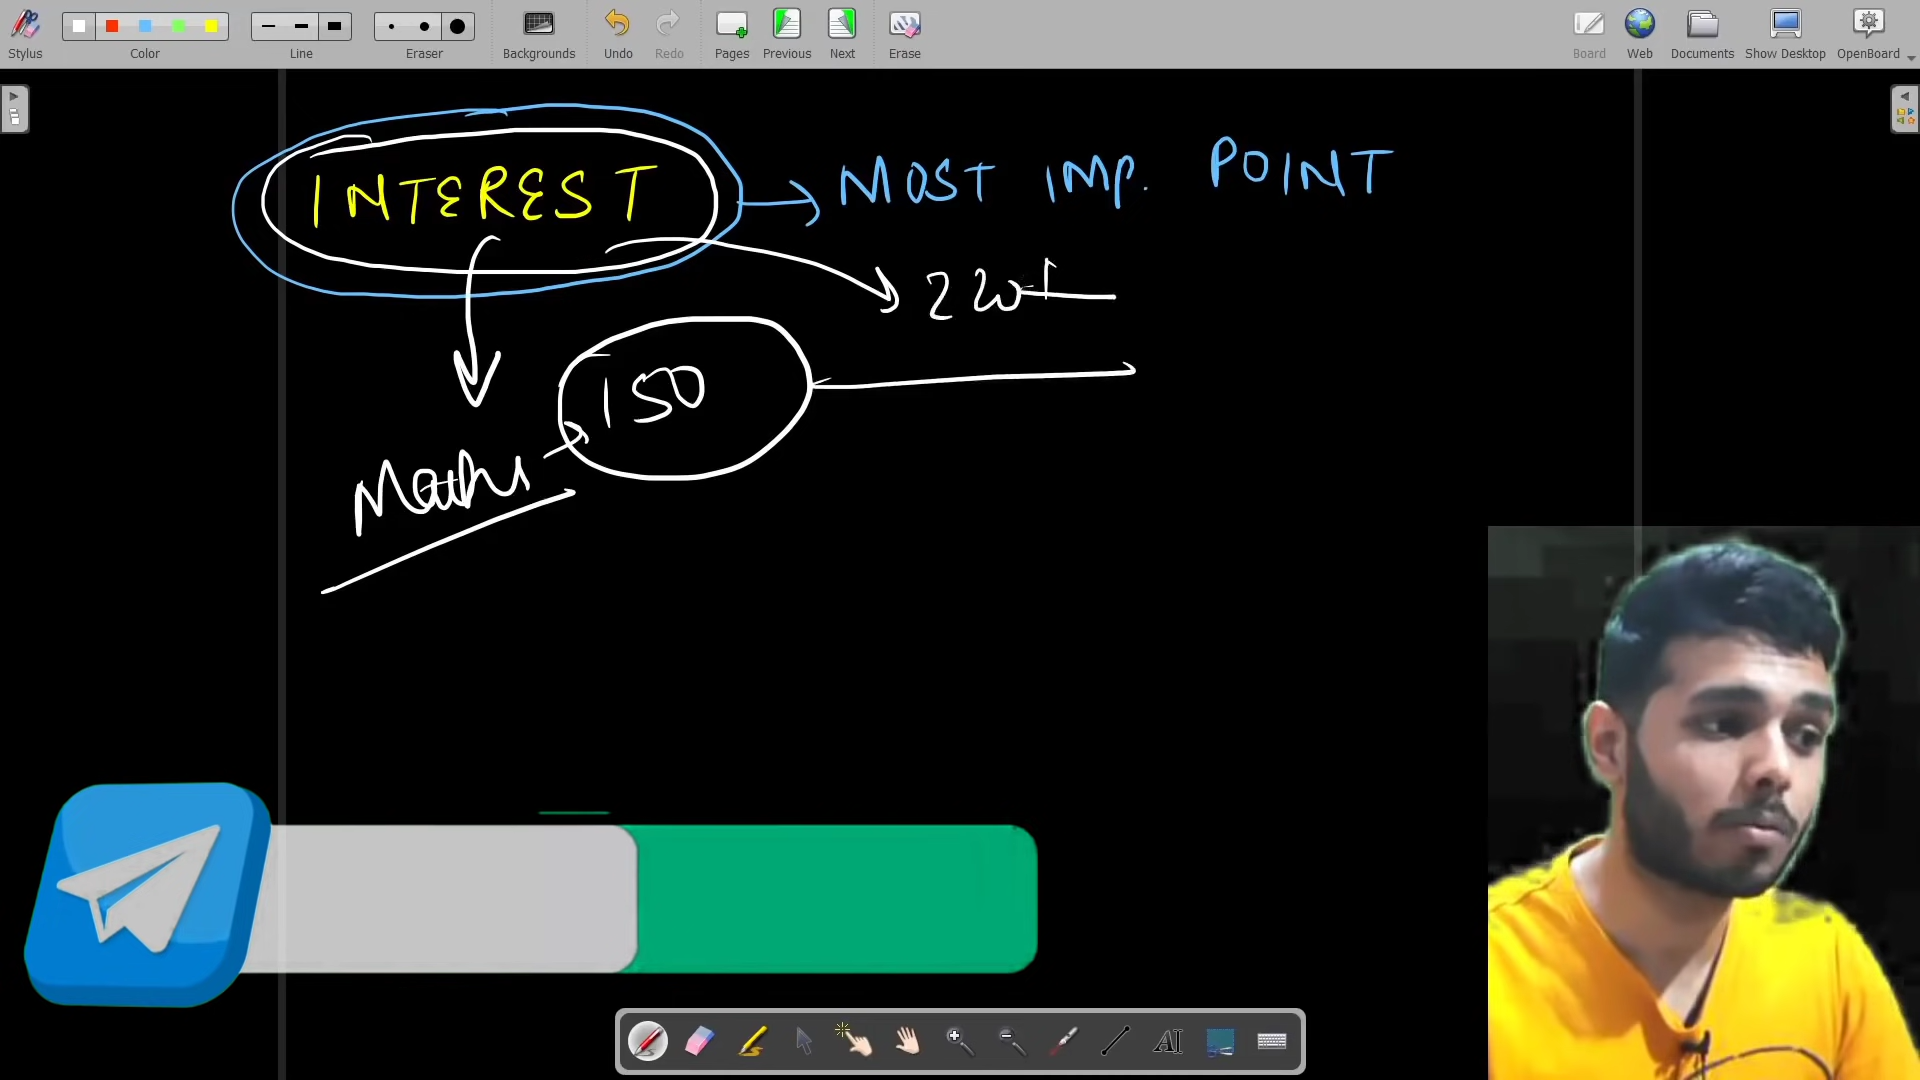 Stylus Color Line Eraser Backgrounds Undo Redo Pages Previous Next Erase Board Web Documents Show Desktop OpenBoard
INTEREST → MOST IMP. POINT
150
Maths